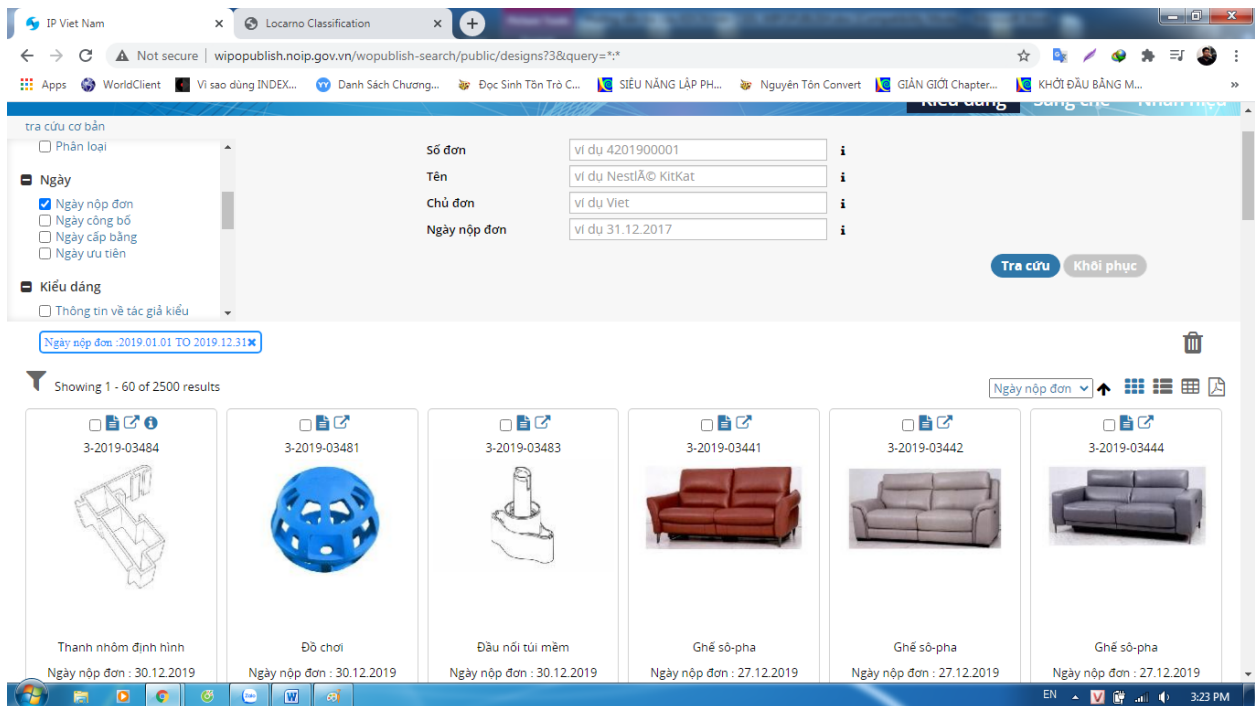 IP Viet Nam
Locarno Classification
Not secure | wipopublish.noip.gov.vn/wopublish-search/public/designs?3&query=*:*
Apps WorldClient Vì sao dùng INDEX... Danh Sách Chương... Đọc Sinh Tồn Trò C... SIÊU NĂNG LẬP PH... Nguyên Tôn Convert GIẢN GIỚI Chapter... KHỞI ĐẦU BẰNG M... »
Kiểu dáng Sáng chế Nhãn hiệu
tra cứu cơ bản
Phân loại
Ngày
Ngày nộp đơn
Ngày công bố
Ngày cấp bằng
Ngày ưu tiên
Kiểu dáng
Thông tin về tác giả kiểu
Số đơn ví dụ 4201900001
Tên ví dụ NestlÃ© KitKat
Chủ đơn ví dụ Viet
Ngày nộp đơn ví dụ 31.12.2017
Tra cứu Khôi phục
Ngày nộp đơn :2019.01.01 TO 2019.12.31
Showing 1 - 60 of 2500 results
Ngày nộp đơn
3-2019-03484 3-2019-03481 3-2019-03483 3-2019-03441 3-2019-03442 3-2019-03444
Thanh nhôm định hình Đồ chơi Đầu nối túi mềm Ghế sô-pha Ghế sô-pha Ghế sô-pha
Ngày nộp đơn : 30.12.2019 Ngày nộp đơn : 30.12.2019 Ngày nộp đơn : 30.12.2019 Ngày nộp đơn : 27.12.2019 Ngày nộp đơn : 27.12.2019 Ngày nộp đơn : 27.12.2019
Zalo W ai EN V 3:23 PM